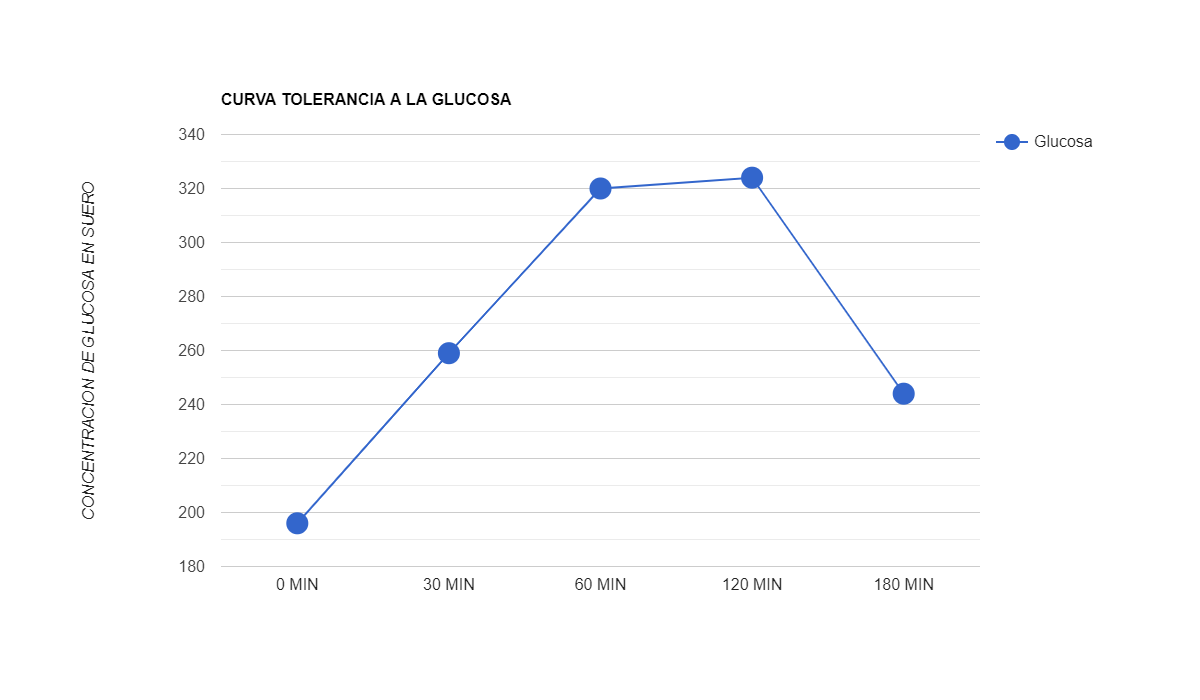 CURVA TOLERANCIA A LA GLUCOSA
Glucosa
CONCENTRACION DE GLUCOSA EN SUERO
340
320
300
280
260
240
220
200
180
0 MIN
30 MIN
60 MIN
120 MIN
180 MIN